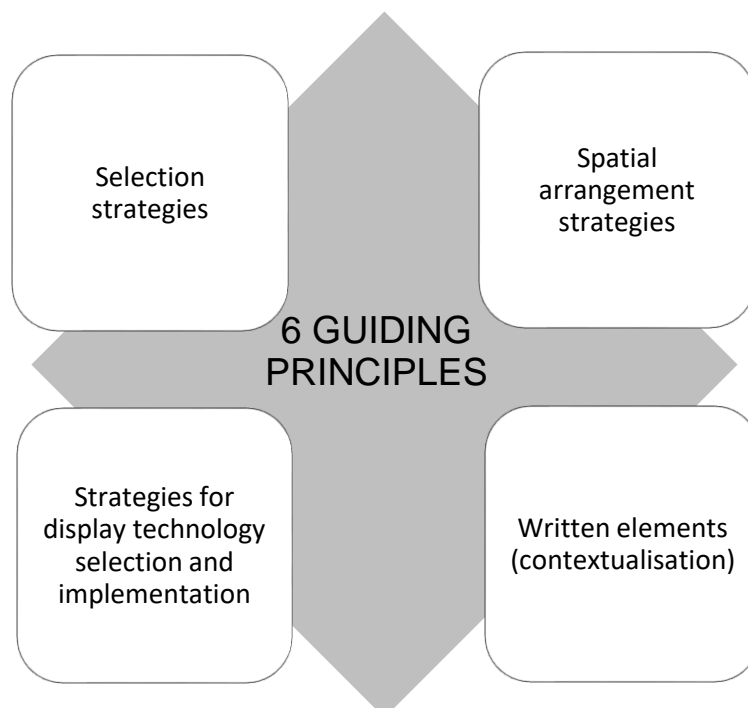 Selection
strategies
Spatial
arrangement
strategies
6 GUIDING
PRINCIPLES
Strategies for
display technology
selection and
implementation
Written elements
(contextualisation)